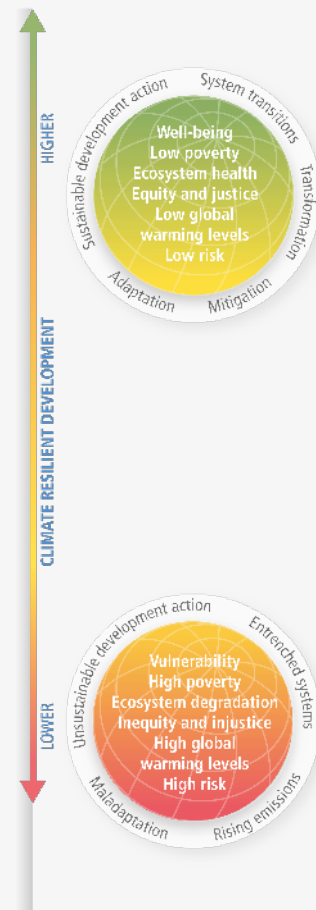 HIGHER
CLIMATE RESILIENT DEVELOPMENT
LOWER
Sustainable development action
System transitions
Transformation
Mitigation
Adaptation
Well-being
Low poverty
Ecosystem health
Equity and justice
Low global
warming levels
Low risk
Unsustainable development action
Entrenched systems
Rising emissions
Maladaptation
Vulnerability
High poverty
Ecosystem degradation
Inequity and injustice
High global
warming levels
High risk